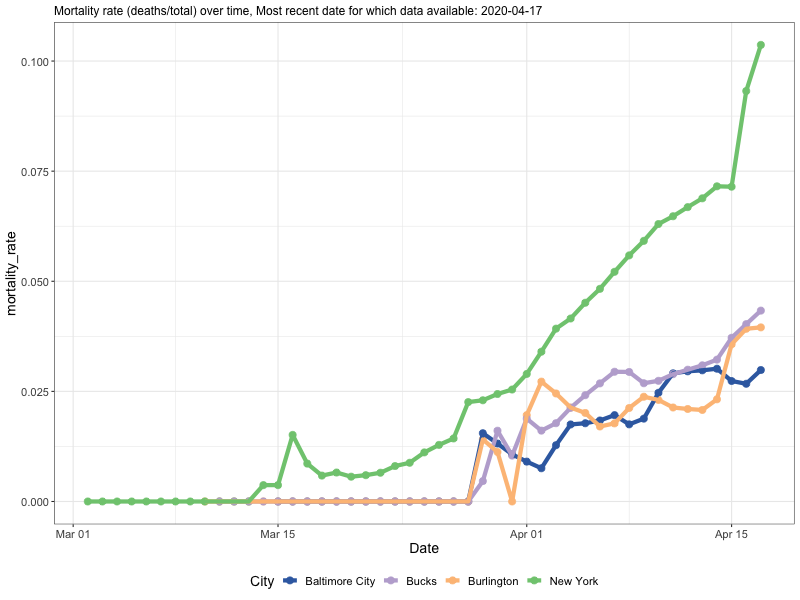 Mortality rate (deaths/total) over time, Most recent date for which data available: 2020-04-17
0.100
0.075
0.050
0.025
0.000
mortality_rate
Mar 01 Mar 15 Apr 01 Apr 15
Date
City Baltimore City Bucks Burlington New York